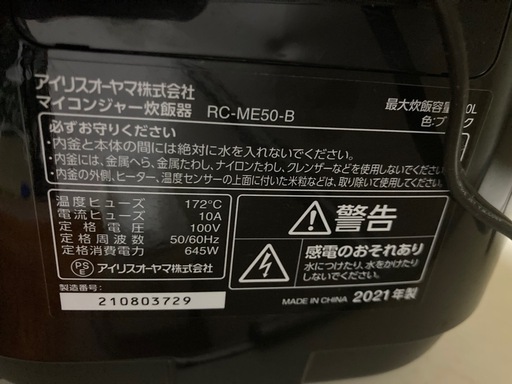 アイリスオーヤマ株式会社
マイコンジャー炊飯器 RC-ME50-B
最大炊飯容量
色:ブ ク
必ずお守りください
・内釜と本体の間には絶対に水を入れないでください。
・内釜には、金属へら、金属たわし、ナイロンたわし、クレンザーなどを使用しないでください。
・内釜の外側、ヒーター、温度センサーの上面に付いた米粒などは、取り除いて使用してください。
温度ヒューズ 172℃
電流ヒューズ 10A
定格電圧 100V
定格周波数 50/60Hz
定格消費電力 645W
PSE アイリスオーヤマ株式会社
警告
感電のおそれあり
水につけたり、水をかけたり
しないでください。
製造番号:
210803729
MADE IN CHINA 2021年製